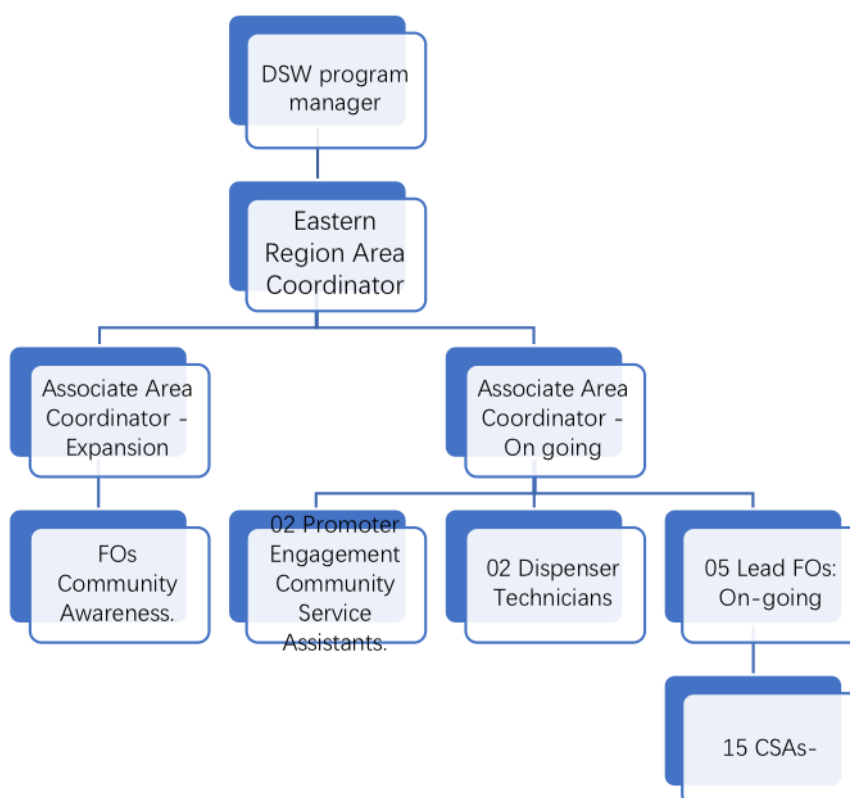 DSW program
manager
Eastern
Region Area
Coordinator
Associate Area
Coordinator -
Expansion
Associate Area
Coordinator -
On going
FOs
Community
Awareness.
02 Promoter
Engagement
Community
Service
Assistants.
02 Dispenser
Technicians
05 Lead FOs:
On-going
15 CSAs-